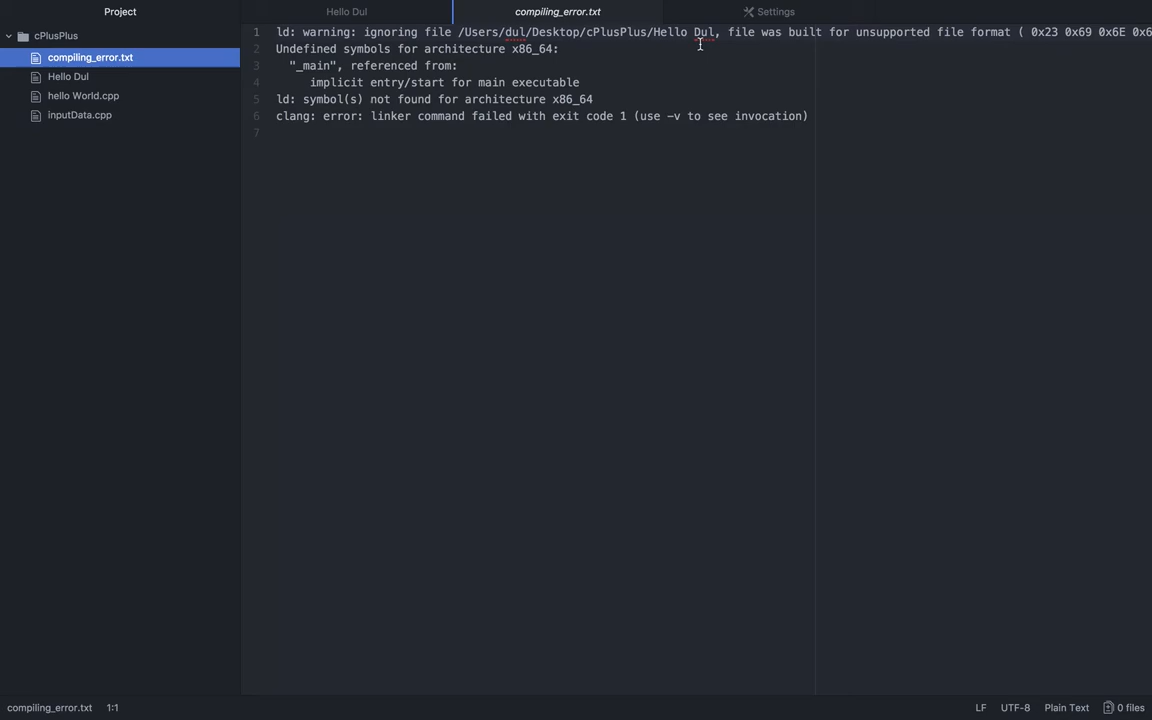 Project
Hello Dul
compiling_error.txt
Settings
cPlusPlus
compiling_error.txt
Hello Dul
hello World.cpp
inputData.cpp
1 ld: warning: ignoring file /Users/dul/Desktop/cPlusPlus/Hello Dul, file was built for unsupported file format ( 0x23 0x69 0x6E 0x6
2 Undefined symbols for architecture x86_64:
3 "_main", referenced from:
4 implicit entry/start for main executable
5 ld: symbol(s) not found for architecture x86_64
6 clang: error: linker command failed with exit code 1 (use -v to see invocation)
7
compiling_error.txt 1:1 LF UTF-8 Plain Text 0 files